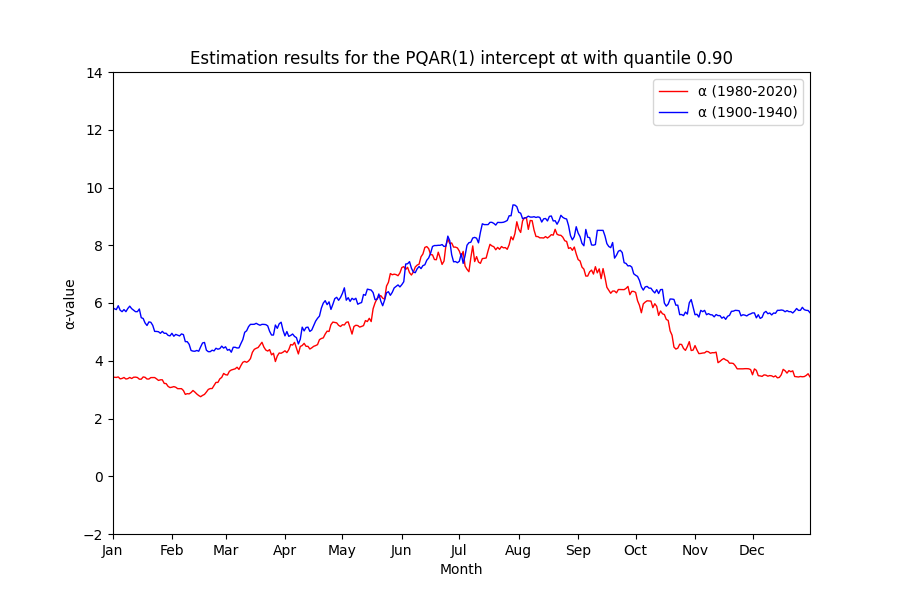 Estimation results for the PQAR(1) intercept αt with quantile 0.90
α (1980-2020)
α (1900-1940)
14
12
10
8
6
4
2
0
−2
α-value
Jan Feb Mar Apr May Jun Jul Aug Sep Oct Nov Dec
Month